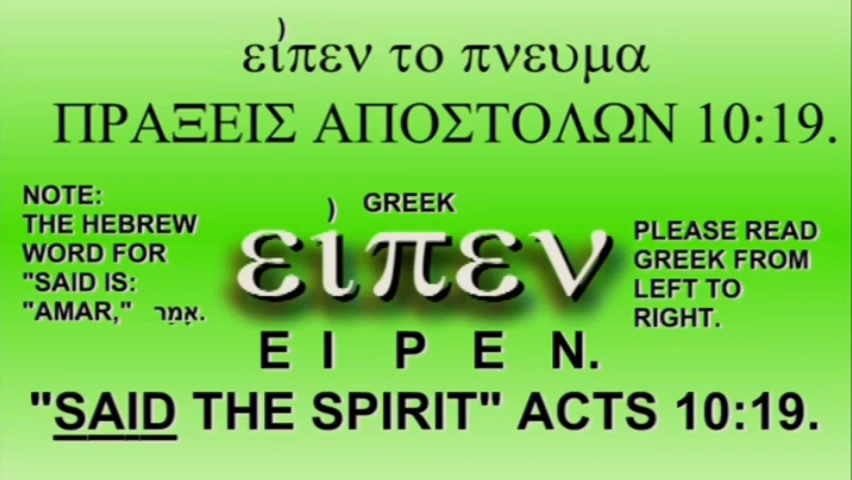 εἰπεν το πνευμα
ΠΡΑΞΕΙΣ ΑΠΟΣΤΟΛΩΝ 10:19.
NOTE:
THE HEBREW
WORD FOR
"SAID IS:
"AMAR," אָמַר.
GREEK
εἰπεν
E I P E N.
PLEASE READ
GREEK FROM
LEFT TO
RIGHT.
"SAID THE SPIRIT" ACTS 10:19.